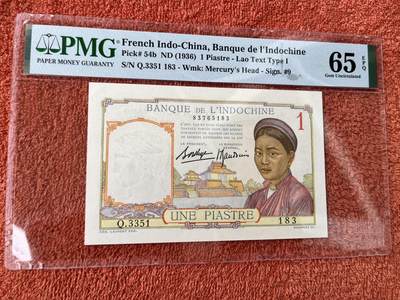 PMG
PAPER MONEY GUARANTY
French Indo-China, Banque de l'Indochine
Pick# 54b ND (1936) 1 Piastre - Lao Text Type I
S/N Q.3351 183 - Wmk: Mercury's Head - Sign. #9
65 EPQ
Gem Uncirculated
BANQUE DE L'INDOCHINE
83765183
1
UNE PIASTRE
Q.3351
183